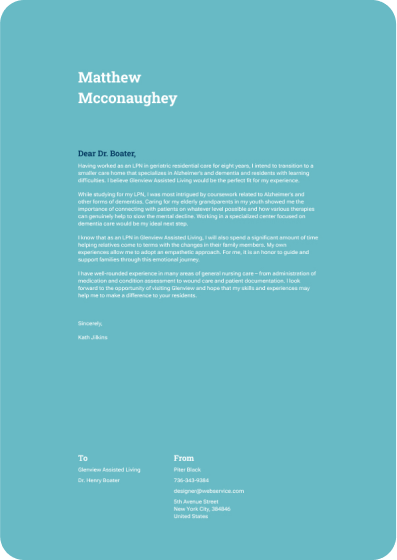 Matthew
Mcconaughey
Dear Dr. Boater,
Having worked as an LPN in geriatric residential care for eight years, I intend to transition to a
smaller care home that specializes in Alzheimer's and dementia and residents with learning
difficulties. I believe Glenview Assisted Living would be the perfect fit for my experience.
While studying for my LPN, I was most intrigued by coursework related to Alzheimer's and
other forms of dementias. Caring for my elderly grandparents in my youth showed me the
importance of connecting with patients on whatever level possible and how various therapies
can genuinely help to slow the mental decline. Working in a specialized center focused on
dementia care would be my ideal next step.
I know that as an LPN in Glenview Assisted Living, I will also spend a significant amount of time
helping relatives come to terms with the changes in their family members. My own
experiences allow me to adopt an empathetic approach. For me, it is an honor to guide and
support families through this emotional journey.
I have well-rounded experience in many areas of general nursing care – from administration of
medication and condition assessment to wound care and patient documentation. I look
forward to the opportunity of visiting Glenview and hope that my skills and experiences may
help me to make a difference to your residents.
Sincerely,
Kath Jilkins
To
Glenview Assisted Living
Dr. Henry Boater
From
Piter Block
736-343-9384
designer@webservice.com
5th Avenue Street
New York City, 384846
United States